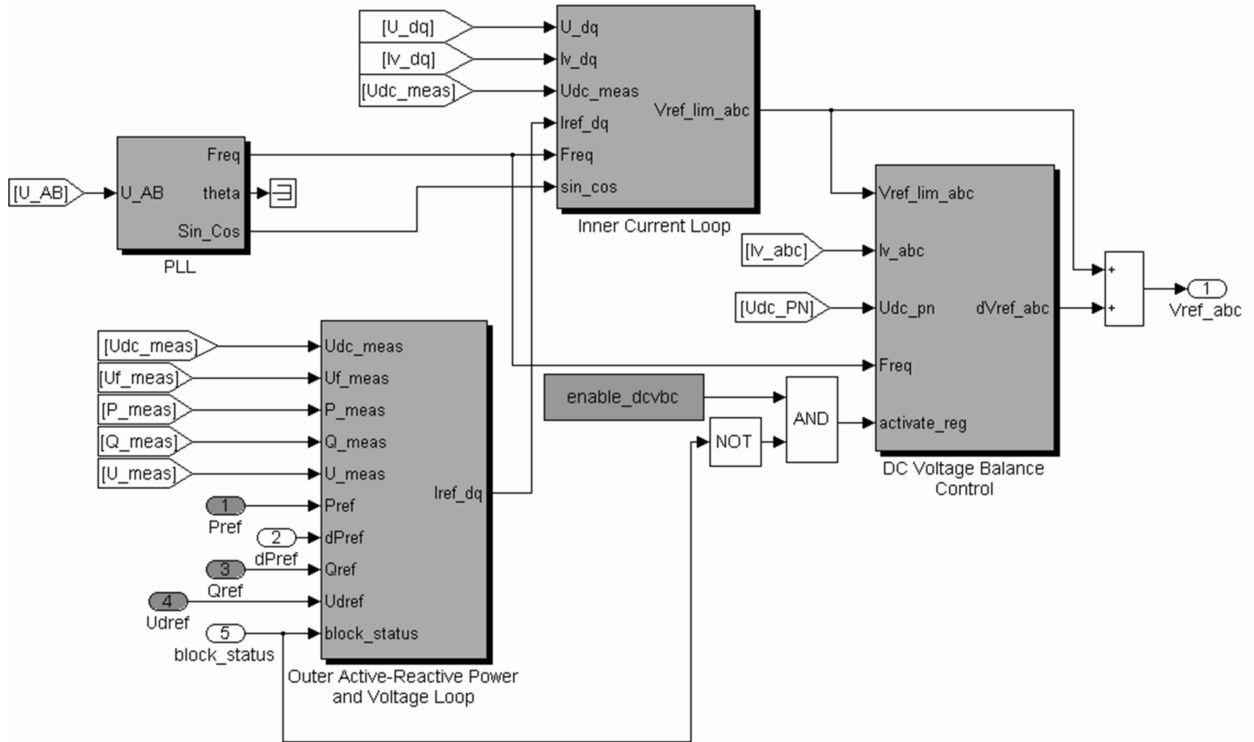 [U_dq]
[Iv_dq]
[Udc_meas]
U_dq
Iv_dq
Udc_meas
Iref_dq
Freq
sin_cos
Vref_lim_abc
Inner Current Loop
[U_AB]
U_AB
Freq
theta
Sin_Cos
PLL
[Iv_abc]
[Udc_PN]
Vref_lim_abc
Iv_abc
Udc_pn
Freq
activate_reg
dVref_abc
DC Voltage Balance
Control
+
+
1
Vref_abc
enable_dcvbc
NOT
AND
[Udc_meas]
[Uf_meas]
[P_meas]
[Q_meas]
[U_meas]
1
Pref
2
dPref
3
Qref
4
Udref
5
block_status
Udc_meas
Uf_meas
P_meas
Q_meas
U_meas
Pref
dPref
Qref
Udref
block_status
Iref_dq
Outer Active-Reactive Power
and Voltage Loop